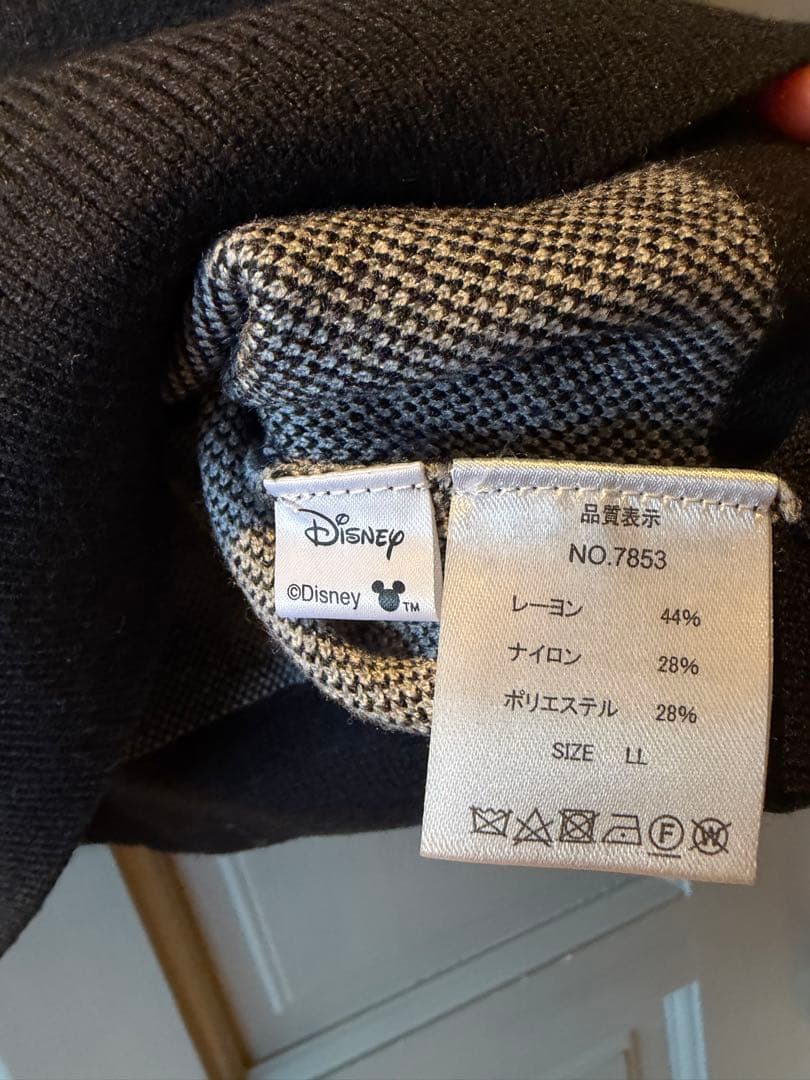 Disney
©Disney TM
品質表示
NO.7853
レーヨン 44%
ナイロン 28%
ポリエステル 28%
SIZE LL
F W